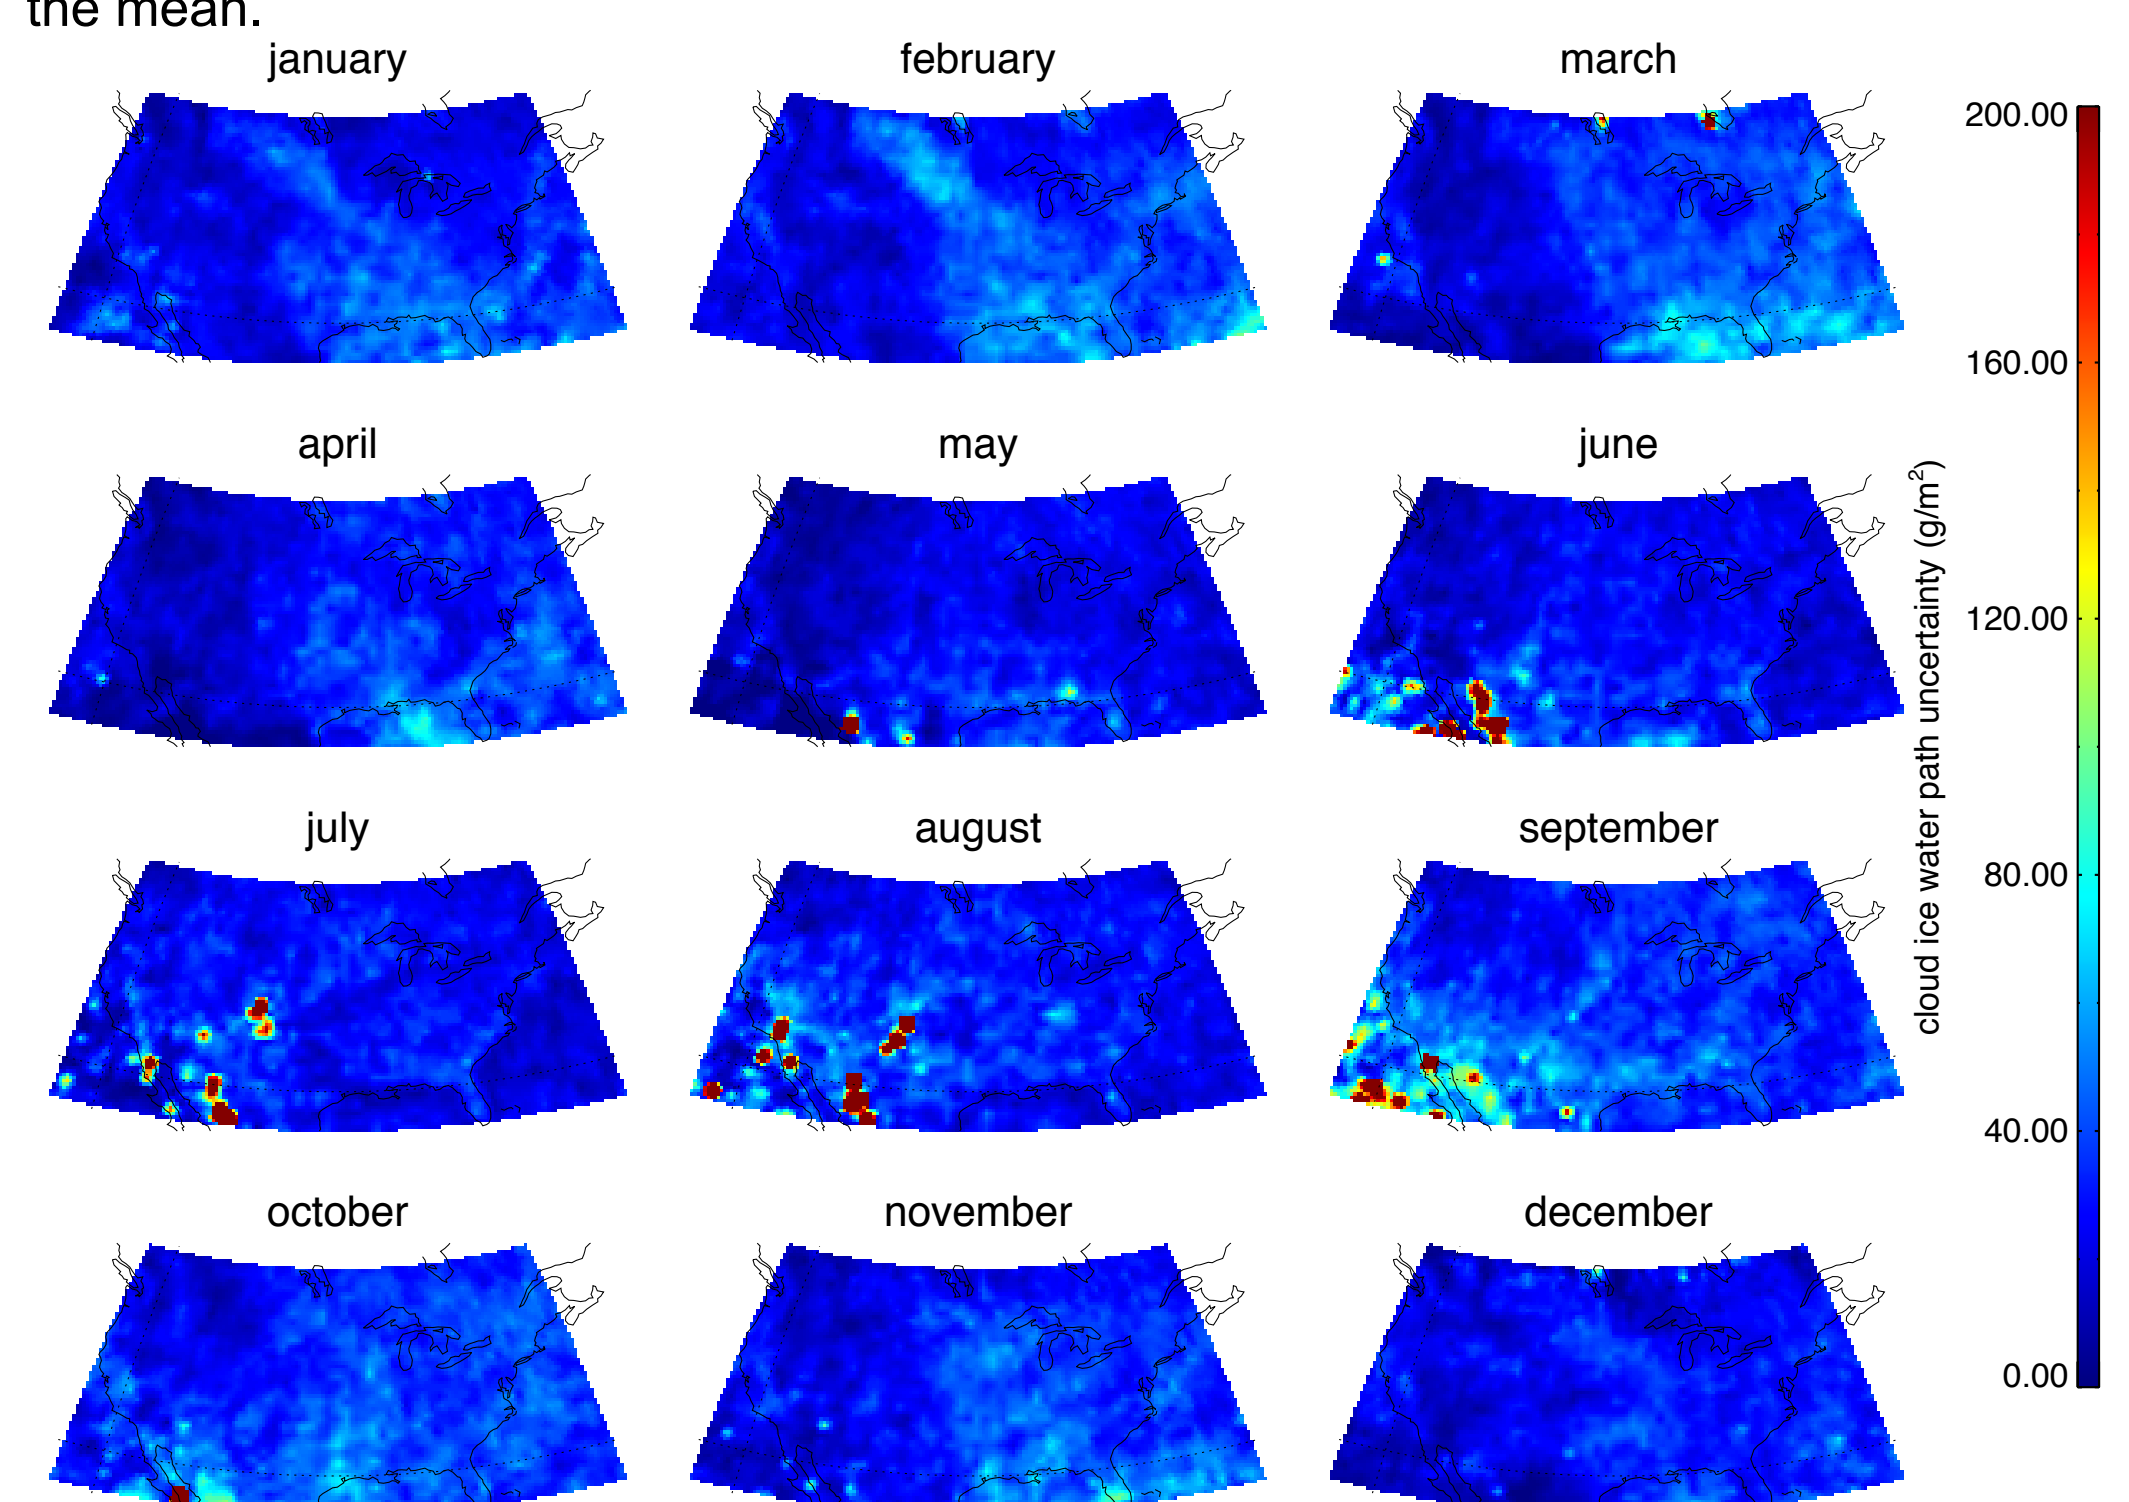 the mean.
january
february
march
april
may
june
july
august
september
october
november
december
200.00
160.00
120.00
80.00
40.00
0.00
cloud ice water path uncertainty (g/m²)